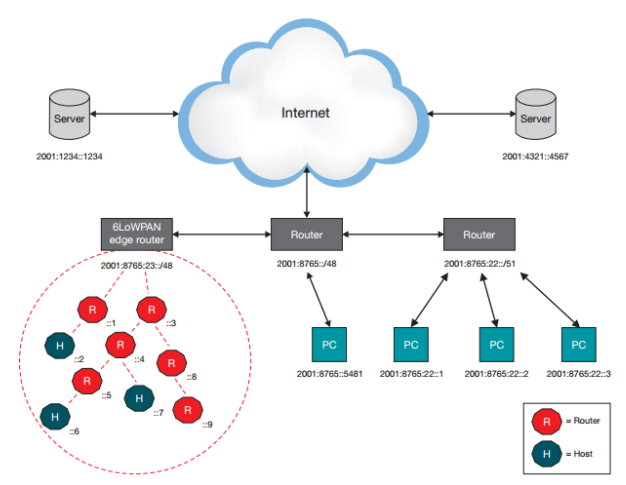 Internet
Server
Server
2001:1234::1234
2001:4321::4567
6LoWPAN
edge router
Router
Router
2001:8765:23::/48
2001:8765::/48
2001:8765:22::/51
R
::1
R
::3
H
::2
R
::4
R
::8
R
::5
H
::7
R
::9
H
::6
PC
PC
PC
PC
2001:8765::5481
2001:8765:22::1
2001:8765:22::2
2001:8765:22::3
R = Router
H = Host